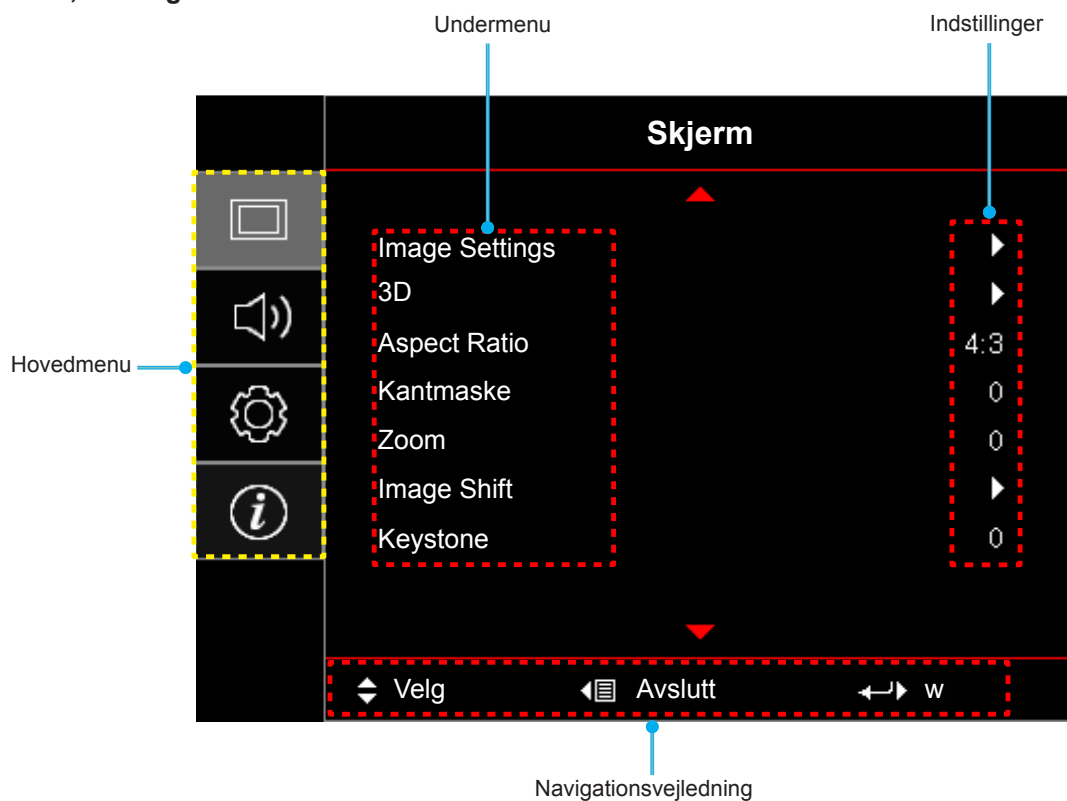 Undermenu
Indstillinger
Skjerm
Image Settings
3D
Aspect Ratio 4:3
Hovedmenu
Kantmaske 0
Zoom 0
Image Shift
Keystone 0
Velg Avslutt w
Navigationsvejledning